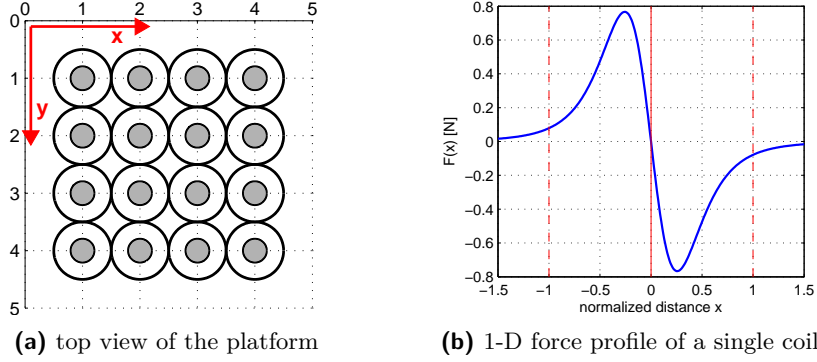 0 1 2 3 4 5
x
y
1
2
3
4
5
(a) top view of the platform
F(x) [N]
0.8
0.6
0.4
0.2
0
−0.2
−0.4
−0.6
−0.8
−1.5 −1 −0.5 0 0.5 1 1.5
normalized distance x
(b) 1-D force profile of a single coil